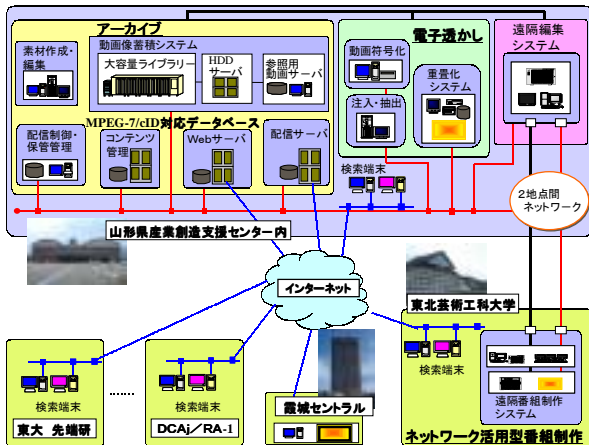 アーカイブ
素材作成・
編集
動画像蓄積システム
大容量ライブラリー
HDD
サーバ
参照用
動画サーバ
MPEG-7/cID対応データベース
配信制御・
保管管理
コンテンツ
管理
Webサーバ
配信サーバ
電子透かし
動画符号化
注入・抽出
重畳化
システム
検索端末
遠隔編集
システム
2地点間
ネットワーク
山形県産業創造支援センター内
インターネット
東北芸術工科大学
検索端末
東大 先端研
……
検索端末
DCAj/RA-1
霞城セントラル
検索端末
遠隔番組制作
システム
ネットワーク活用型番組制作